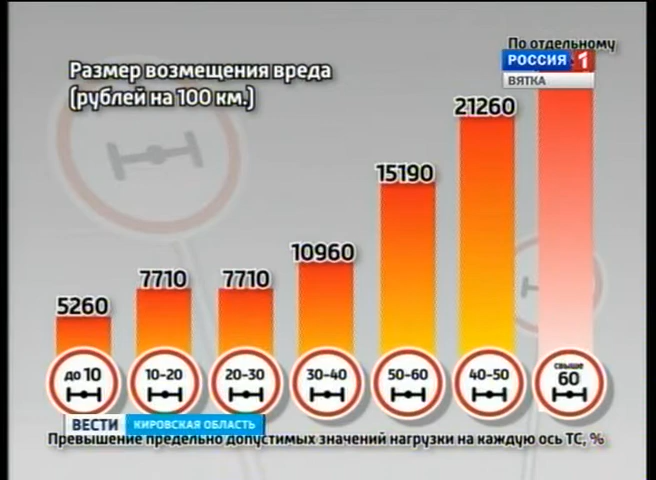 По отдельному
РОССИЯ 1
ВЯТКА
Размер возмещения вреда
(рублей на 100 км.)
5260
7710
7710
10960
15190
21260
до 10
10-20
20-30
30-40
50-60
40-50
свыше
60
ВЕСТИ
КИРОВСКАЯ ОБЛАСТЬ
Превышение предельно допустимых значений нагрузки на каждую ось ТС, %